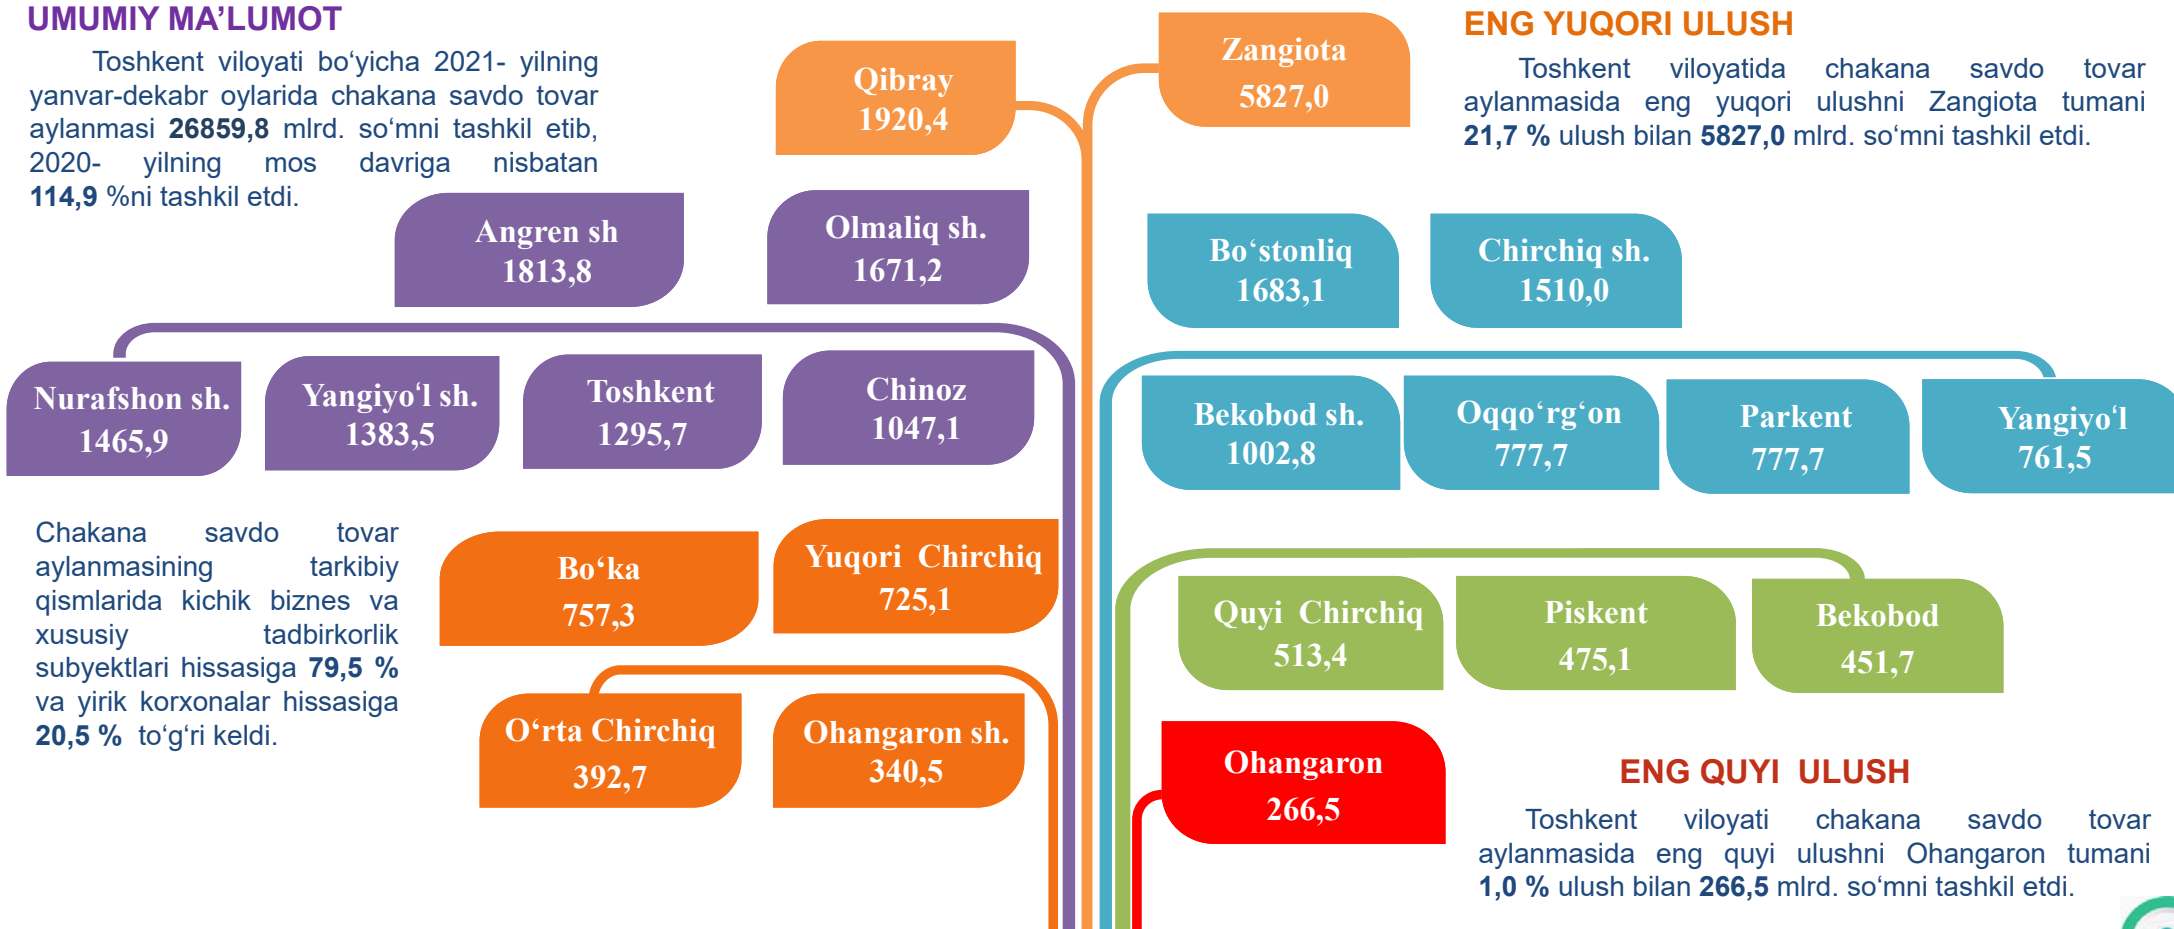 UMUMIY MA’LUMOT
Toshkent viloyati bo‘yicha 2021- yilning
yanvar-dekabr oylarida chakana savdo tovar
aylanmasi 26859,8 mlrd. so‘mni tashkil etib,
2020- yilning mos davriga nisbatan
114,9 %ni tashkil etdi.
Qibray
1920,4
Zangiota
5827,0
ENG YUQORI ULUSH
Toshkent viloyatida chakana savdo tovar
aylanmasida eng yuqori ulushni Zangiota tumani
21,7 % ulush bilan 5827,0 mlrd. so‘mni tashkil etdi.
Angren sh
1813,8
Olmaliq sh.
1671,2
Bo‘stonliq
1683,1
Chirchiq sh.
1510,0
Nurafshon sh.
1465,9
Yangiyo‘l sh.
1383,5
Toshkent
1295,7
Chinoz
1047,1
Bekobod sh.
1002,8
Oqqo‘rg‘on
777,7
Parkent
777,7
Yangiyo‘l
761,5
Chakana savdo tovar
aylanmasining tarkibiy
qismlarida kichik biznes va
xususiy tadbirkorlik
subyektlari hissasiga 79,5 %
va yirik korxonalar hissasiga
20,5 % to‘g‘ri keldi.
Bo‘ka
757,3
Yuqori Chirchiq
725,1
Quyi Chirchiq
513,4
Piskent
475,1
Bekobod
451,7
O‘rta Chirchiq
392,7
Ohangaron sh.
340,5
Ohangaron
266,5
ENG QUYI ULUSH
Toshkent viloyati chakana savdo tovar
aylanmasida eng quyi ulushni Ohangaron tumani
1,0 % ulush bilan 266,5 mlrd. so‘mni tashkil etdi.